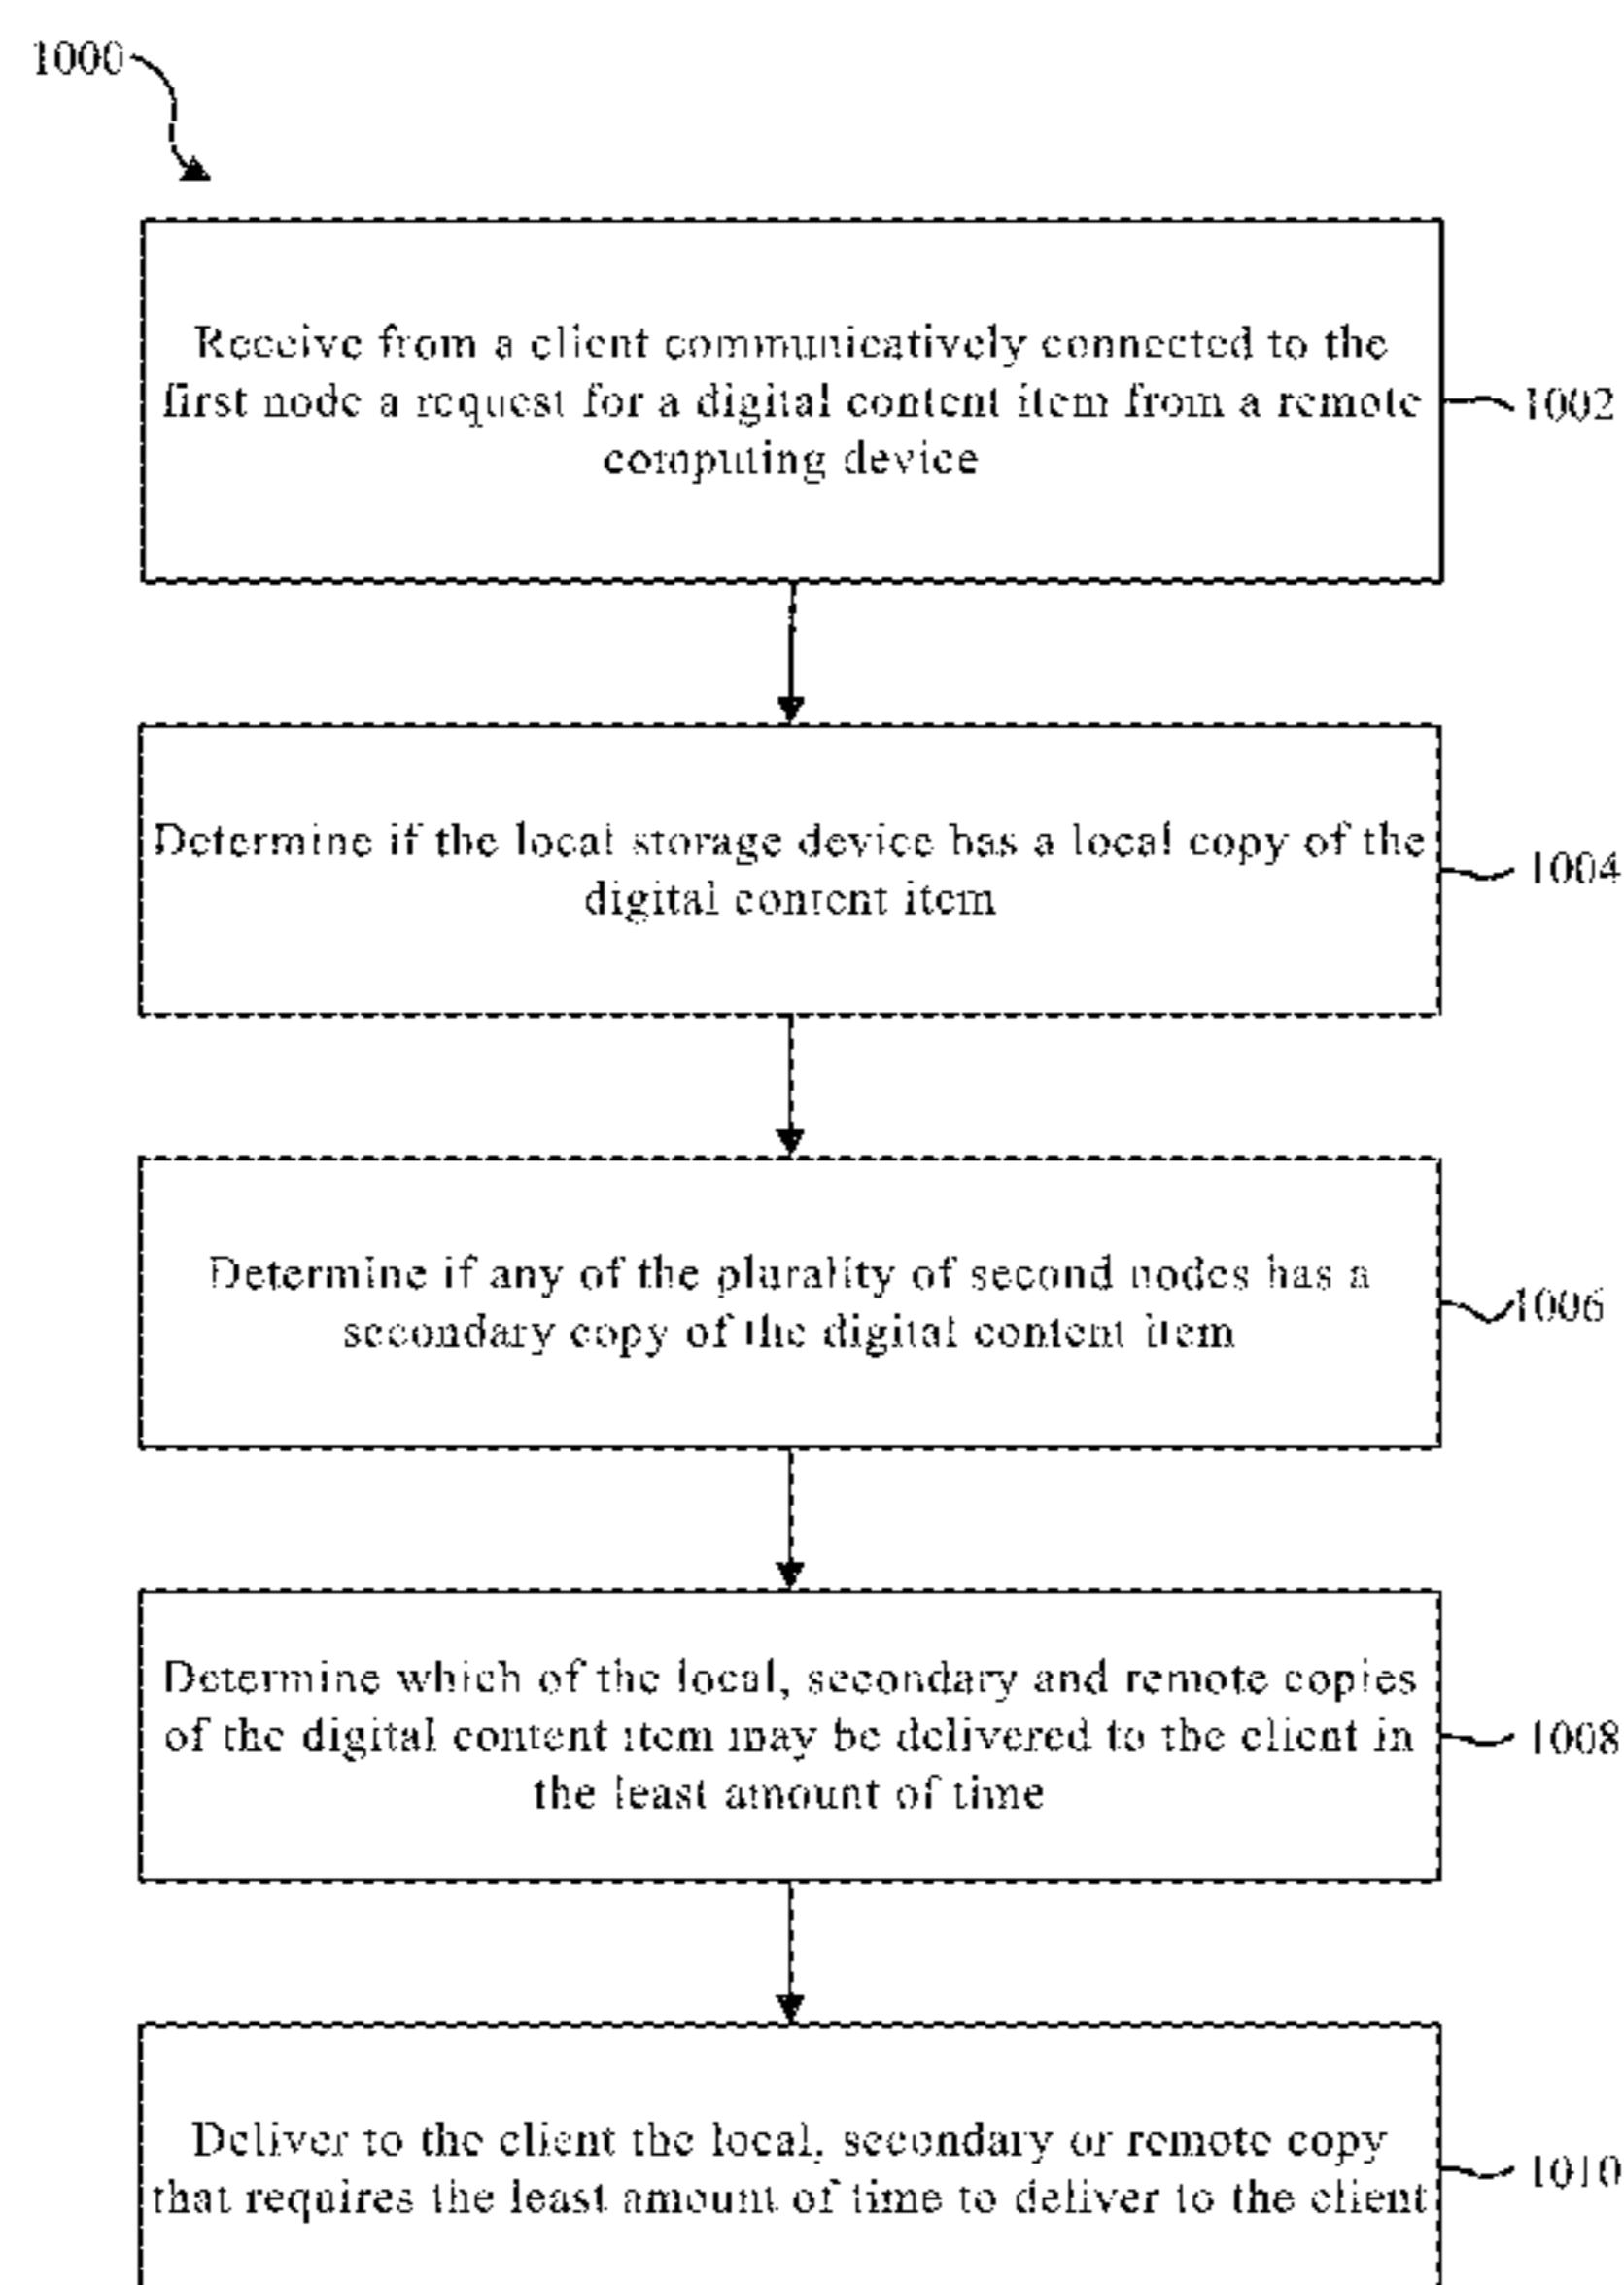 1000
Receive from a client communicatively connected to the
first node a request for a digital content item from a remote
computing device
1002
Determine if the local storage device has a local copy of the
digital content item
1004
Determine if any of the plurality of second nodes has a
secondary copy of the digital content item
1006
Determine which of the local, secondary and remote copies
of the digital content item may be delivered to the client in
the least amount of time
1008
Deliver to the client the local, secondary or remote copy
that requires the least amount of time to deliver to the client
1010